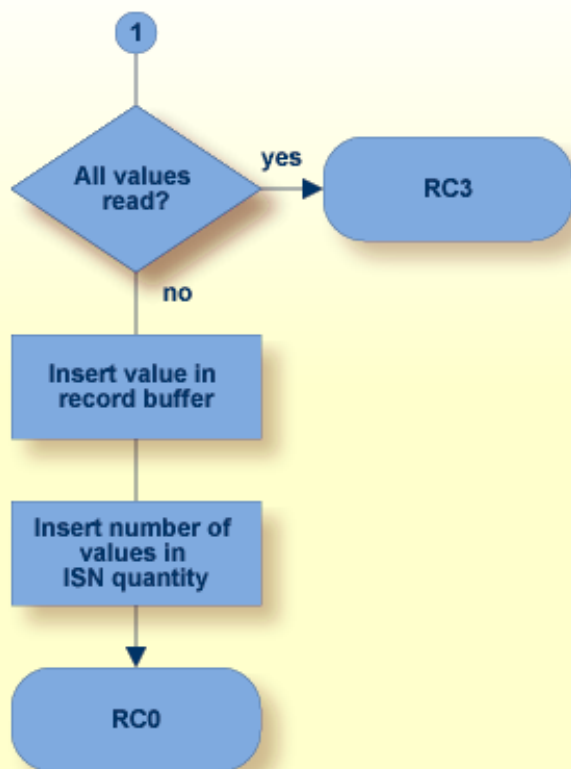 1
All values
read?
yes
RC3
no
Insert value in
record buffer
Insert number of
values in
ISN quantity
RC0